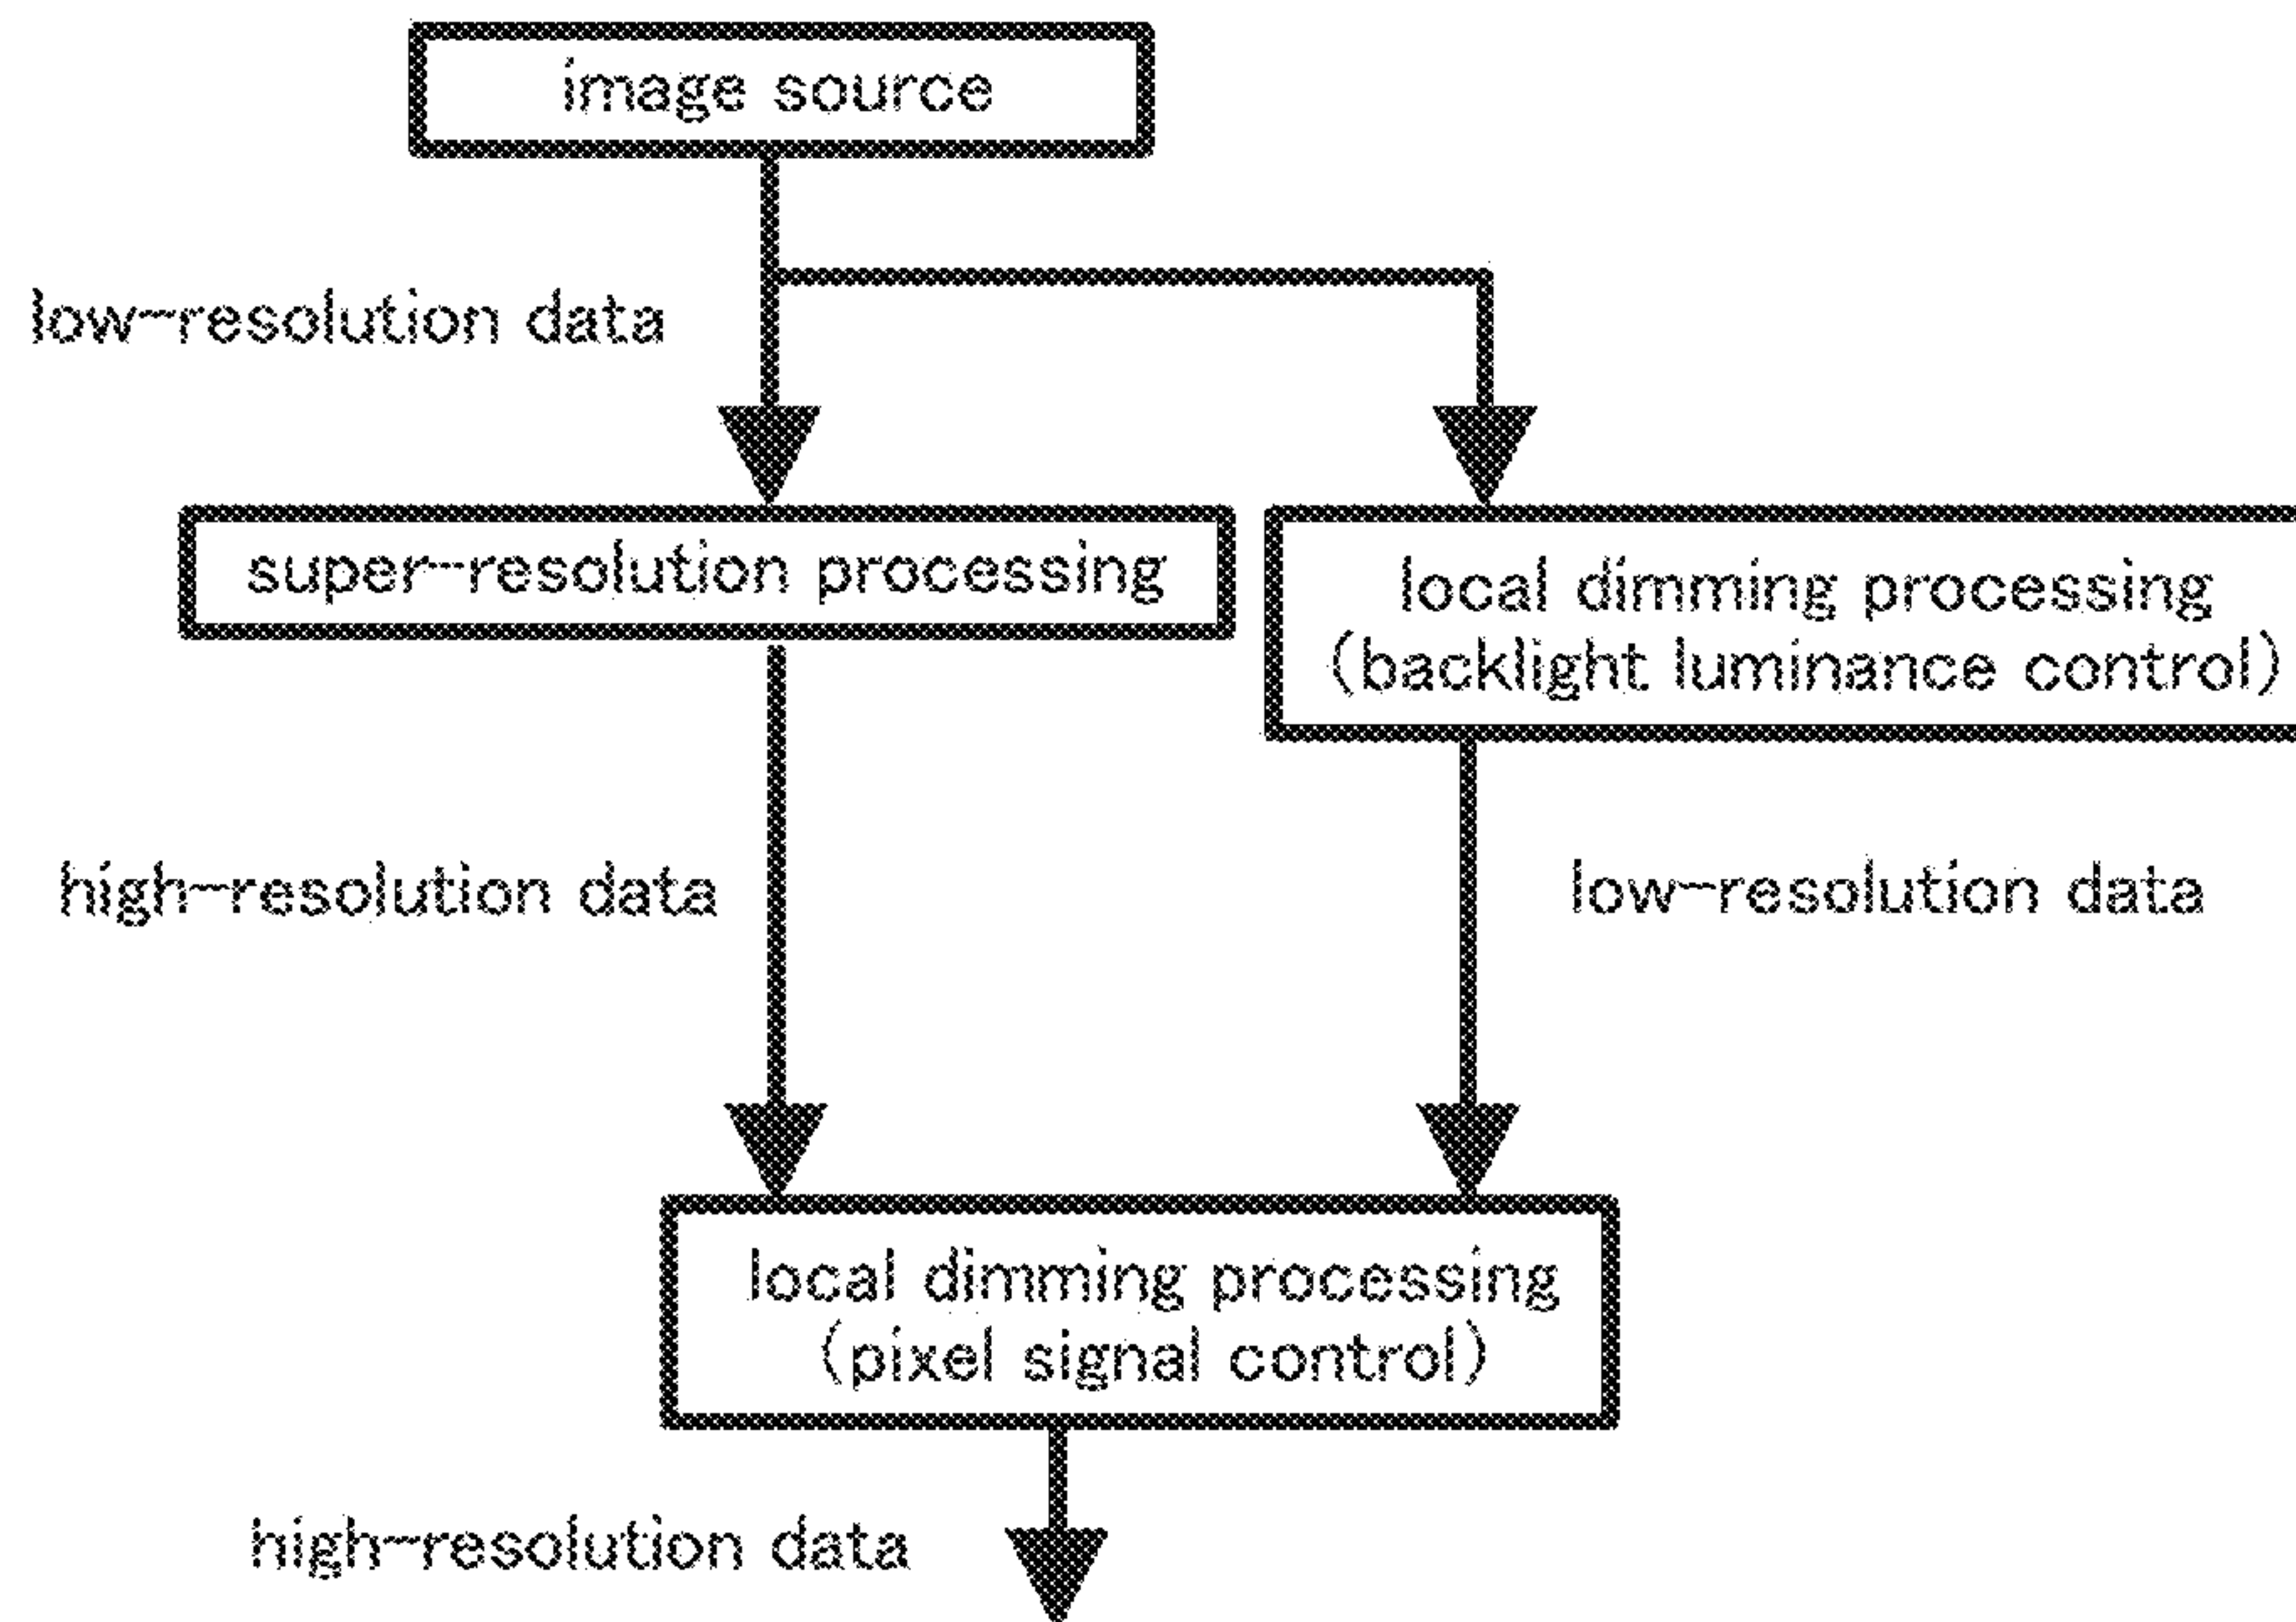 image source
low-resolution data
super-resolution processing
local dimming processing
(backlight luminance control)
high-resolution data
low-resolution data
local dimming processing
(pixel signal control)
high-resolution data